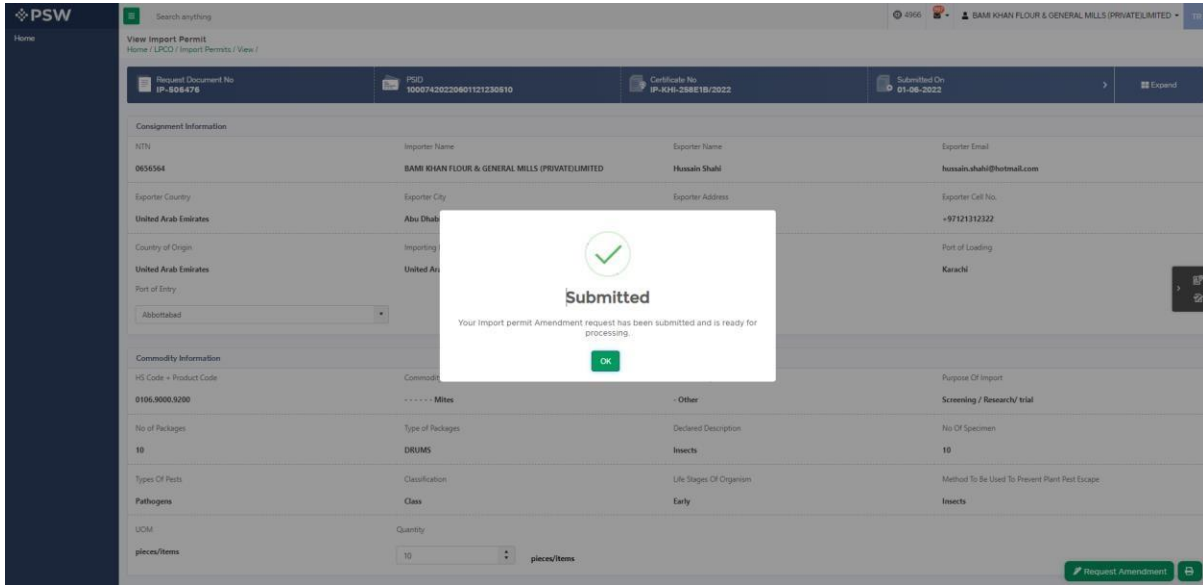 PSW
Search anything
4966
BAMI KHAN FLOUR & GENERAL MILLS (PRIVATE)LIMITED
TR
Home
View Import Permit
Home / LPCO / Import Permits / View /
Request Document No
IP-506476
PSID
10007420220601121230510
Certificate No
IP-KHI-258E1B/2022
Submitted On
01-06-2022
Expand
Consignment Information
NTN Importer Name Exporter Name Exporter Email
0656564 BAMI KHAN FLOUR & GENERAL MILLS (PRIVATE)LIMITED Hussain Shahi hussain.shahi@hotmail.com
Exporter Country Exporter City Exporter Address Exporter Cell No.
United Arab Emirates Abu Dhab +97121312322
Country of Origin Importing Port of Loading
United Arab Emirates United Ara Karachi
Port of Entry
Abbottabad
Submitted
Your Import permit Amendment request has been submitted and is ready for
processing.
OK
Commodity Information
HS Code + Product Code Commodit Purpose Of Import
0106.9000.9200 - - - - - - Mites - Other Screening / Research/ trial
No of Packages Type of Packages Declared Description No Of Specimen
10 DRUMS Insects 10
Types Of Pests Classification Life Stages Of Organism Method To Be Used To Prevent Plant Pest Escape
Pathogens Class Early Insects
UOM Quantity
pieces/items 10 pieces/items
Request Amendment